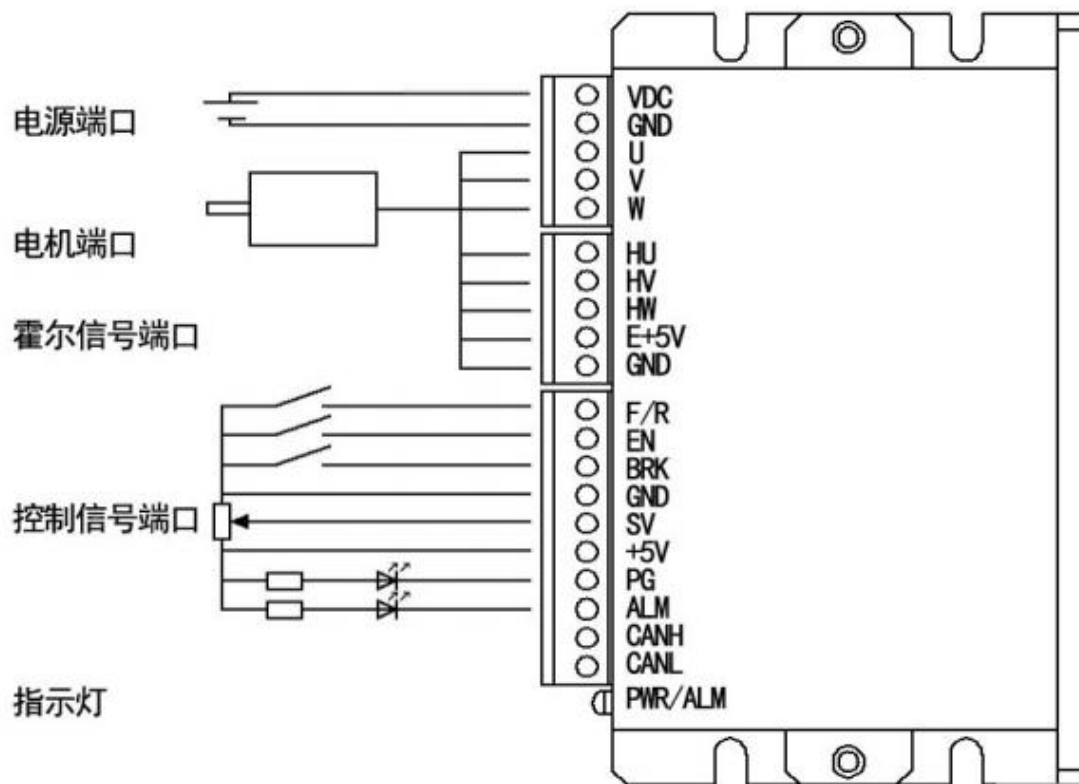 电源端口
电机端口
霍尔信号端口
控制信号端口
指示灯
VDC
GND
U
V
W
HU
HV
HW
E+5V
GND
F/R
EN
BRK
GND
SV
+5V
PG
ALM
CANH
CANL
PWR/ALM